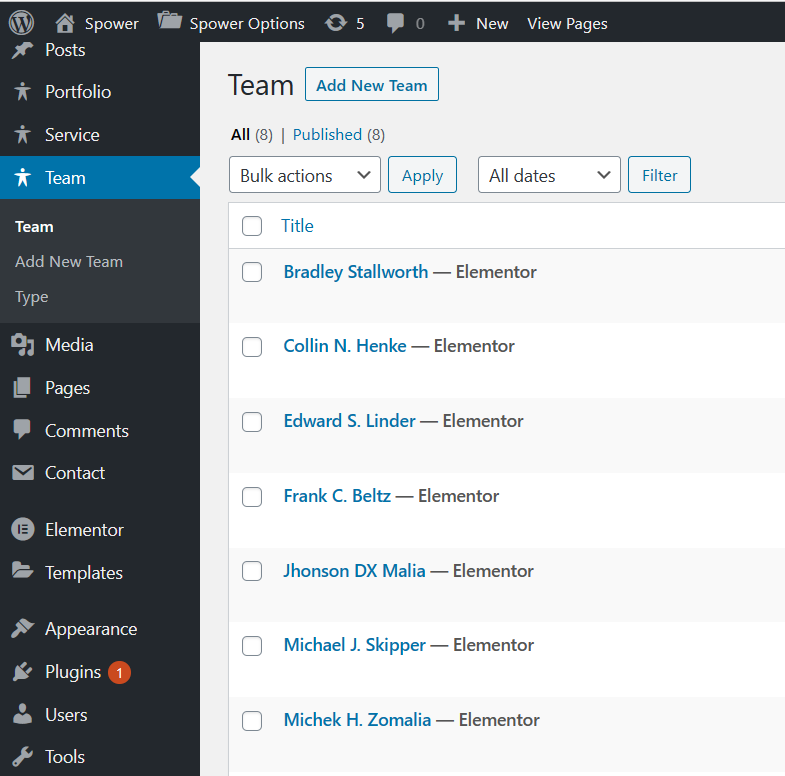 Spower Spower Options 5 0 New View Pages
Posts
Portfolio
Service
Team
Team
Add New Team
Type
Media
Pages
Comments
Contact
Elementor
Templates
Appearance
Plugins 1
Users
Tools
Team Add New Team
All (8) | Published (8)
Bulk actions Apply All dates Filter
Title
Bradley Stallworth — Elementor
Collin N. Henke — Elementor
Edward S. Linder — Elementor
Frank C. Beltz — Elementor
Jhonson DX Malia — Elementor
Michael J. Skipper — Elementor
Michek H. Zomalia — Elementor